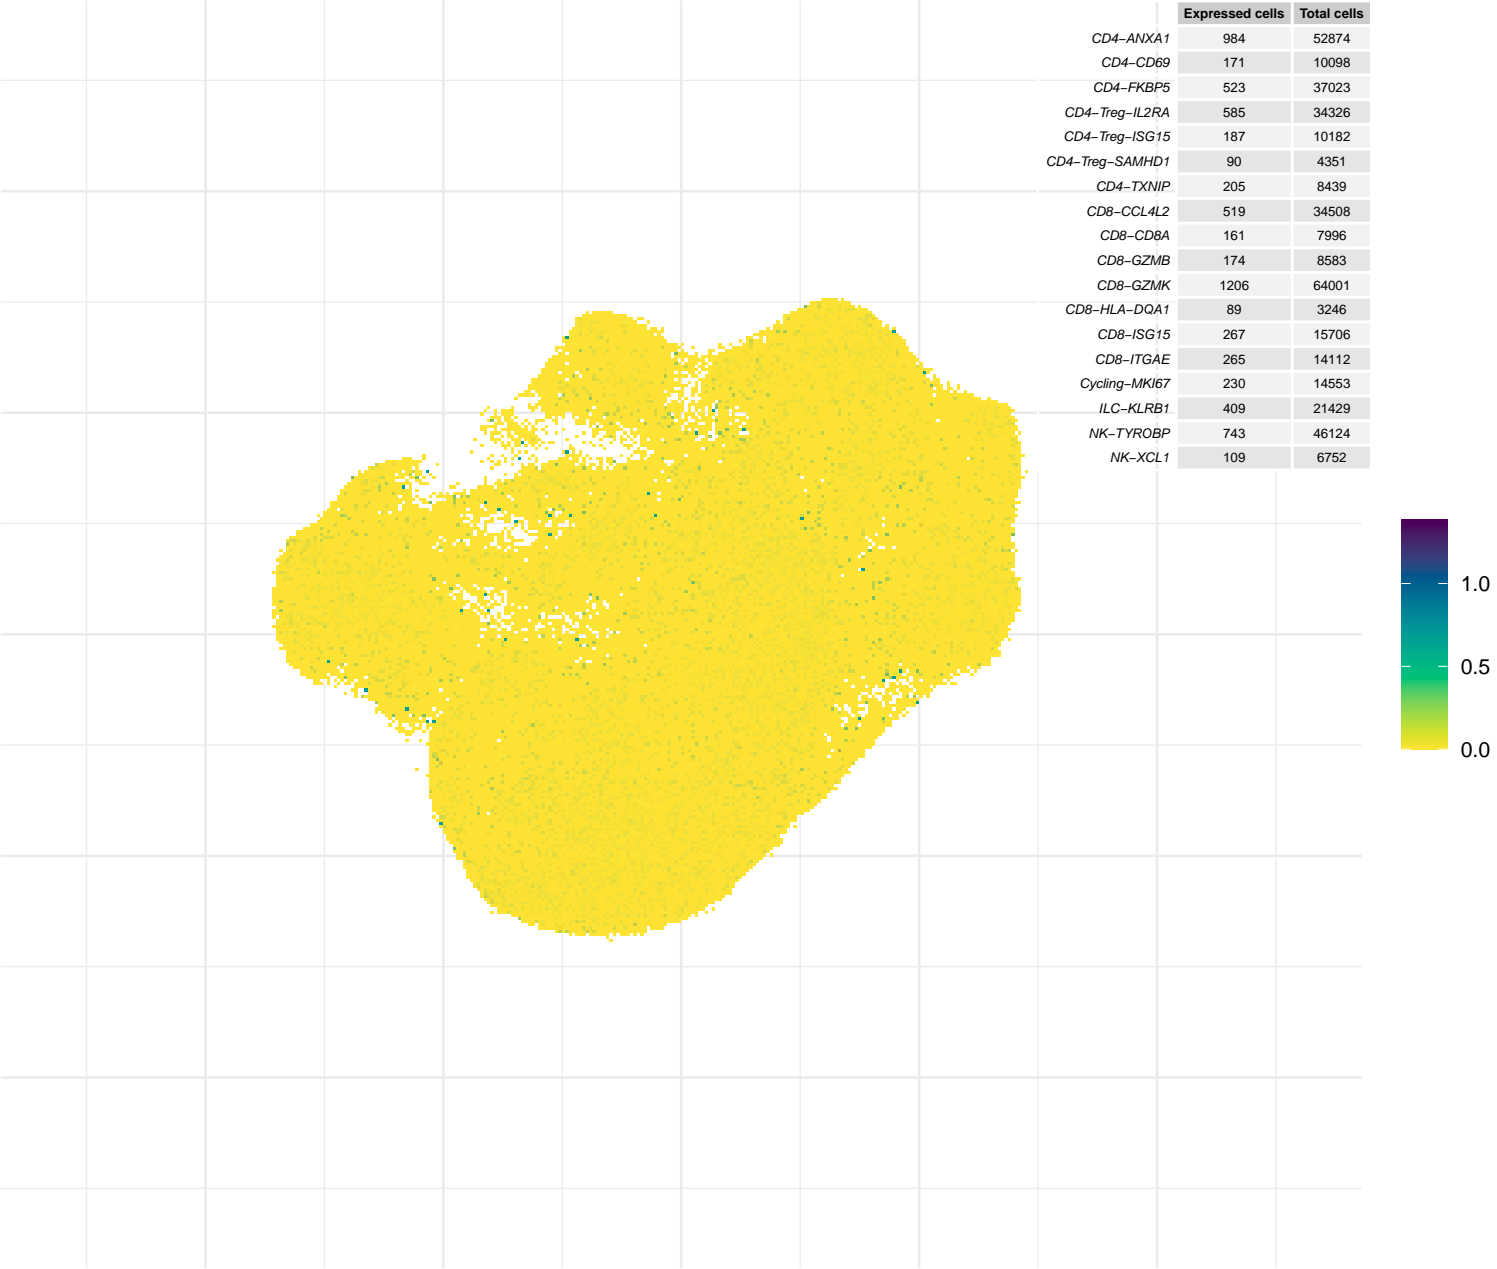 Expressed cells Total cells
CD4−ANXA1 984 52874
CD4−CD69 171 10098
CD4−FKBP5 523 37023
CD4−Treg−IL2RA 585 34326
CD4−Treg−ISG15 187 10182
CD4−Treg−SAMHD1 90 4351
CD4−TXNIP 205 8439
CD8−CCL4L2 519 34508
CD8−CD8A 161 7996
CD8−GZMB 174 8583
CD8−GZMK 1206 64001
CD8−HLA−DQA1 89 3246
CD8−ISG15 267 15706
CD8−ITGAE 265 14112
Cycling−MKI67 230 14553
ILC−KLRB1 409 21429
NK−TYROBP 743 46124
NK−XCL1 109 6752
1.0
0.5
0.0